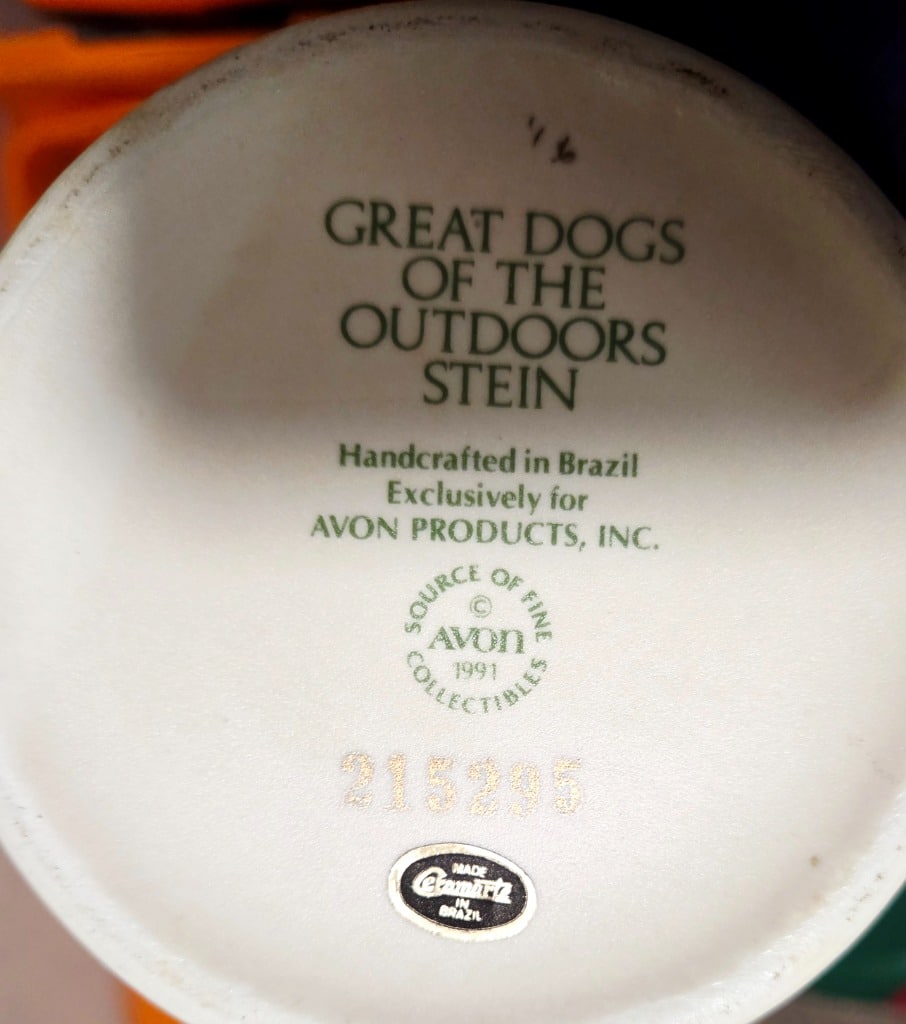 GREAT DOGS
OF THE
OUTDOORS
STEIN
Handcrafted in Brazil
Exclusively for
AVON PRODUCTS, INC.
SOURCE OF FINE
©
AVON
1991
COLLECTIBLES
215295
MADE
Ceramarte
IN
BRAZIL